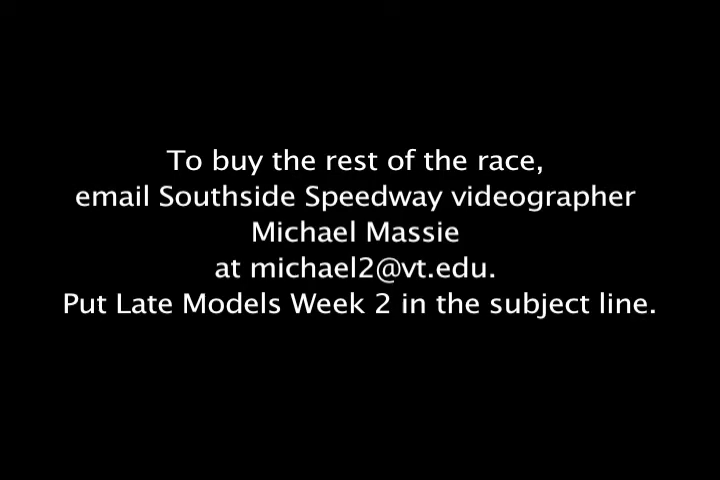 To buy the rest of the race,
email Southside Speedway videographer
Michael Massie
at michael2@vt.edu.
Put Late Models Week 2 in the subject line.